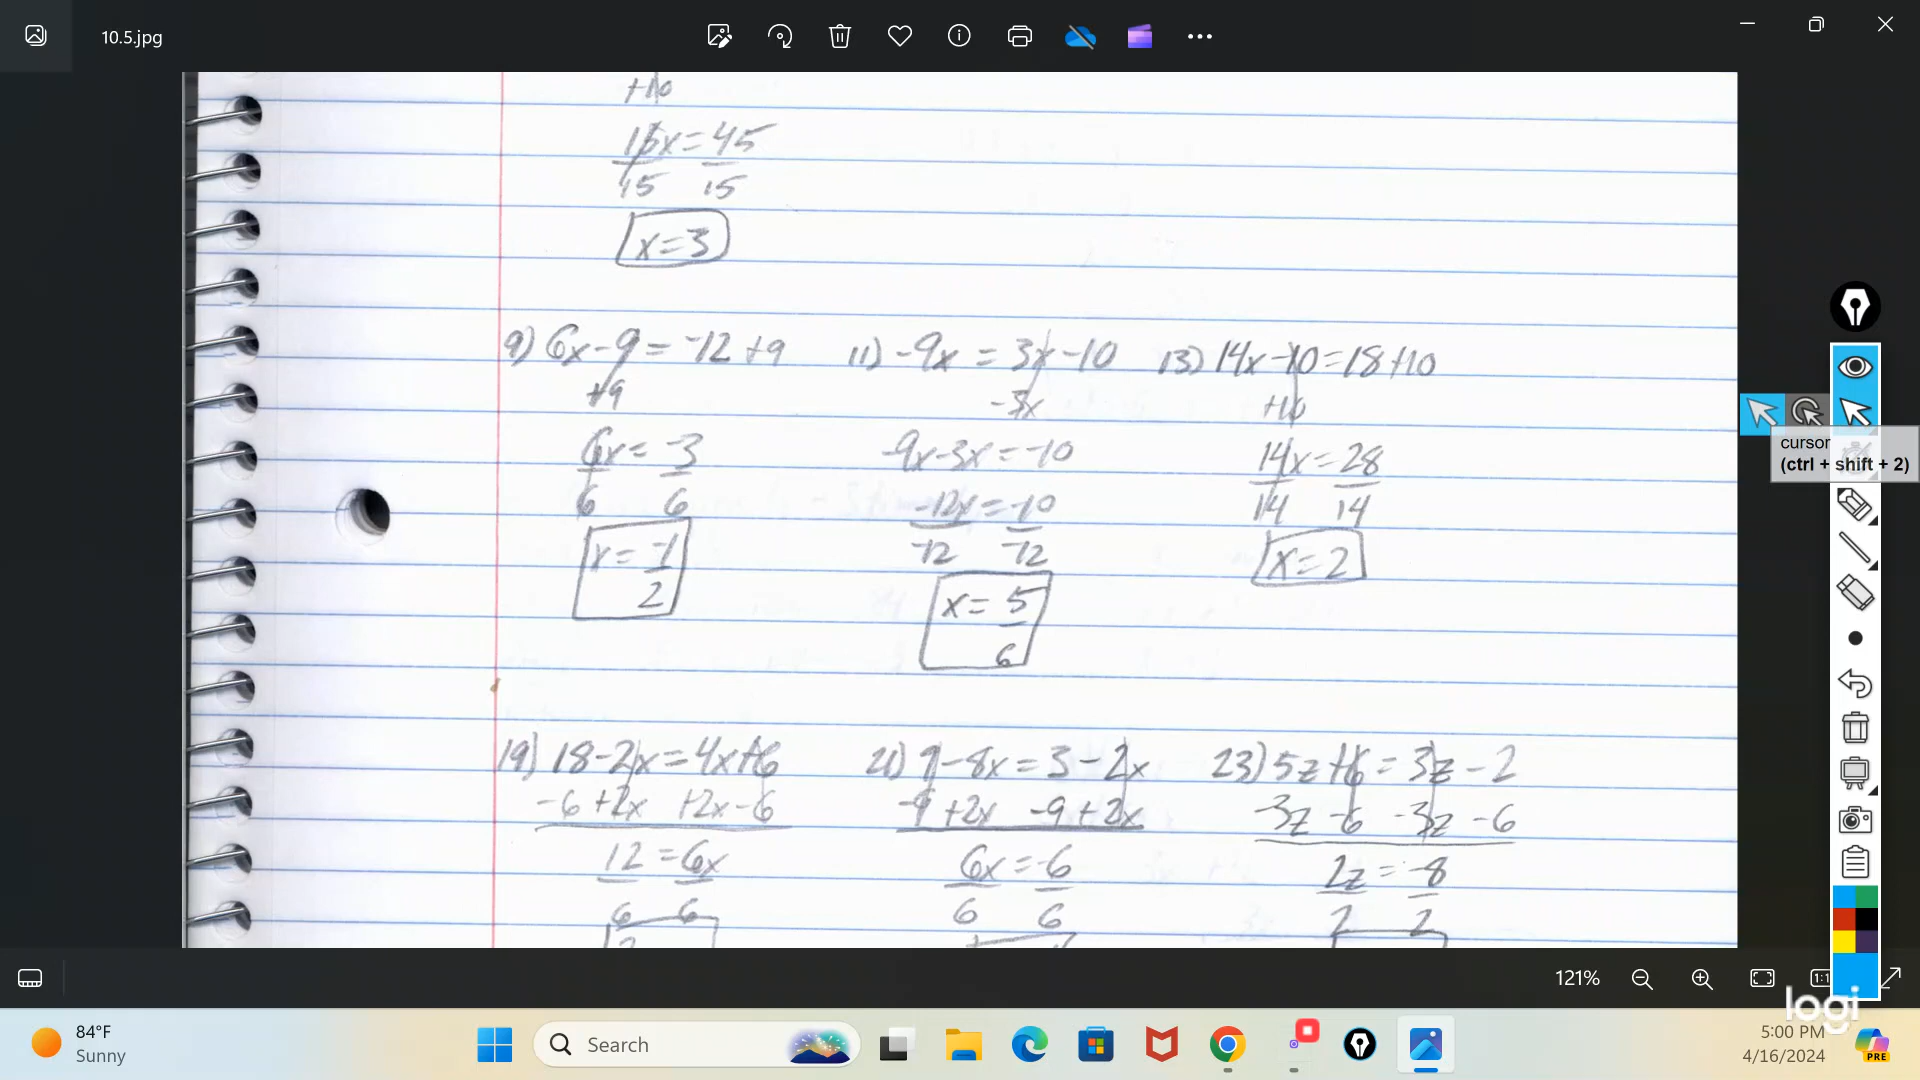 10.5.jpg
+10
15x = 45
15 15
x = 3
9) 6x - 9 = -12 + 9
+9
6x = -3
6 6
x = -1
2
11) -9x = 3x - 10
-3x
-9x - 3x = -10
-12x = -10
-12 -12
x = 5
6
13) 14x - 10 = 18 + 10
+10
14x = 28
14 14
x = 2
19) 18 - 2x = 4x + 6
-6 + 2x +2x - 6
12 = 6x
6 6
21) 9 - 8x = 3 - 2x
-9 + 2x -9 + 2x
6x = -6
6 6
23) 5z + 6 = 3z - 2
-3z - 6 -3z - 6
2z = -8
2 2
cursor
(ctrl + shift + 2)
121%
1:1
logi
84°F
Sunny
Search
5:00 PM
4/16/2024
PRE